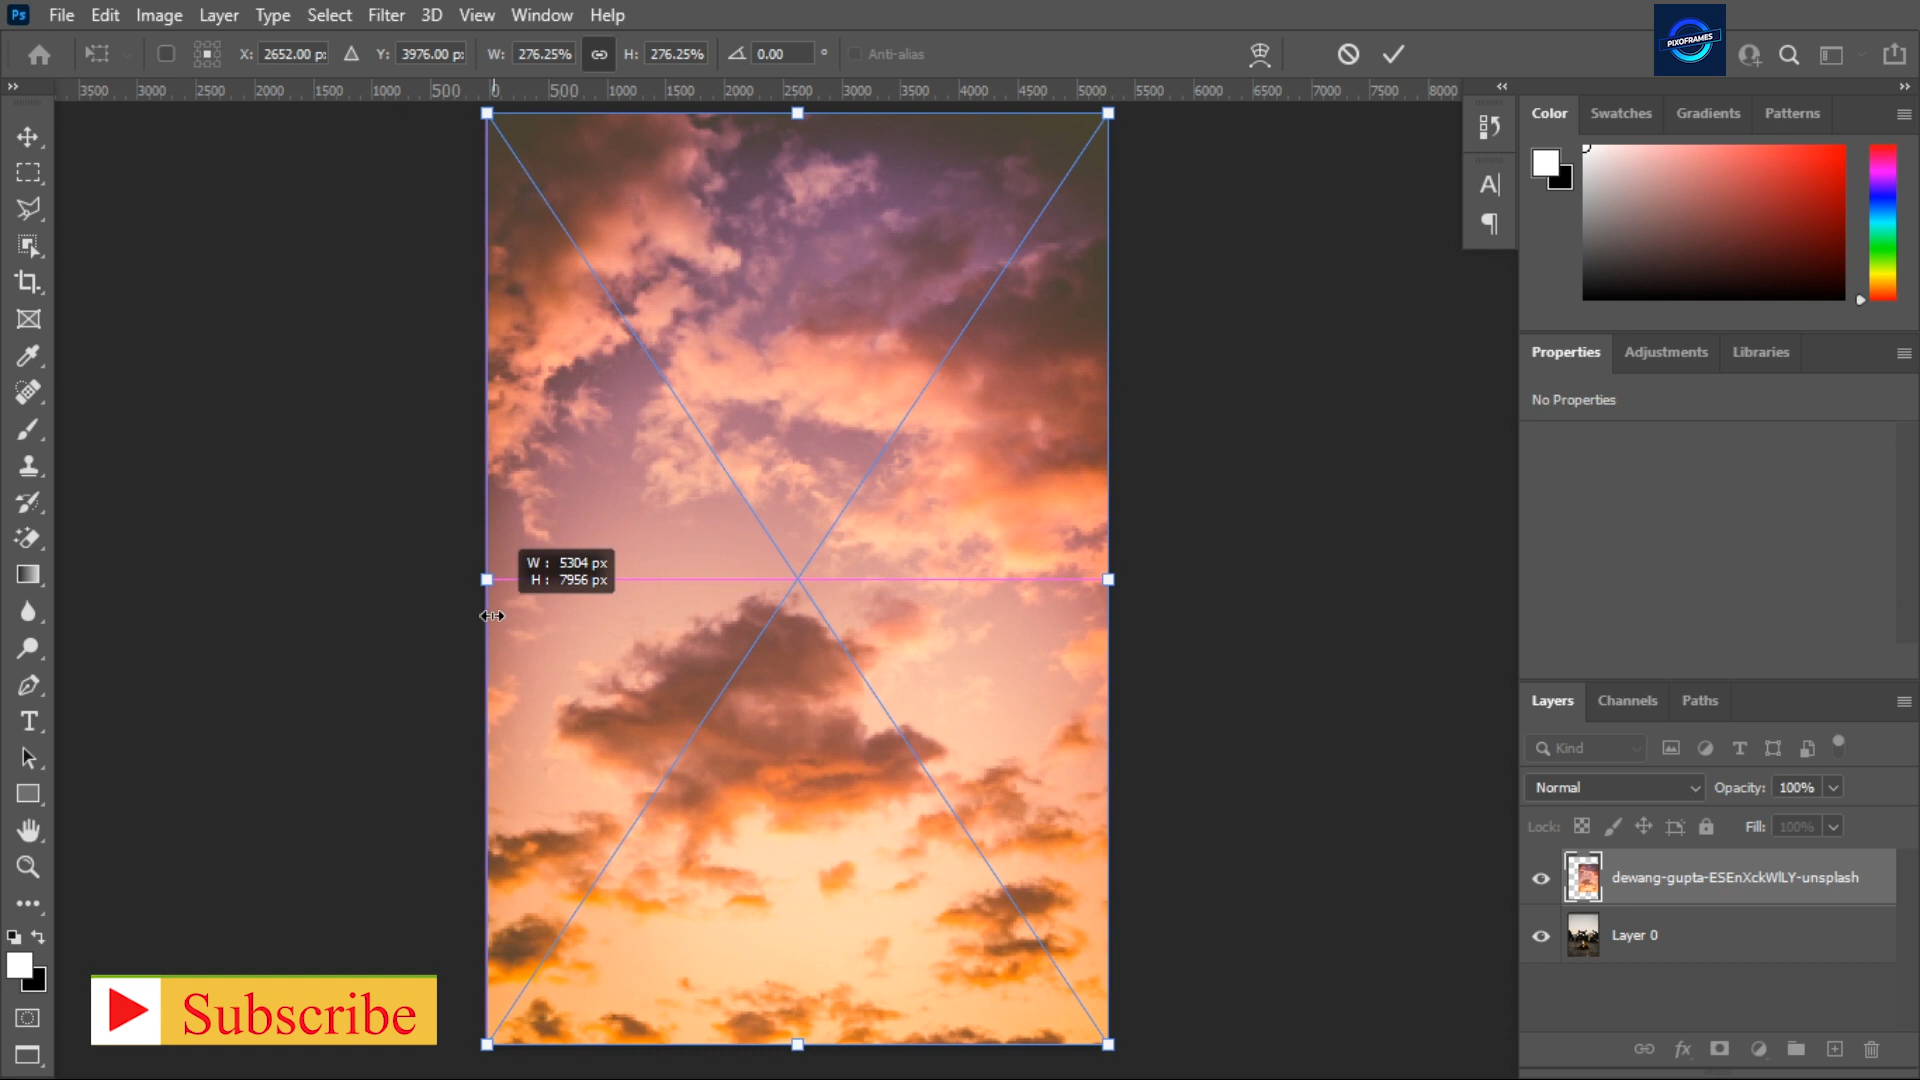 Ps File Edit Image Layer Type Select Filter 3D View Window Help
X: 2652.00 px Y: 3976.00 px W: 276.25% H: 276.25% 0.00 ° Anti-alias
PIXOFRAMES
3500 3000 2500 2000 1500 1000 500 0 500 1000 1500 2000 2500 3000 3500 4000 4500 5000 5500 6000 6500 7000 7500 8000
Color Swatches Gradients Patterns
Properties Adjustments Libraries
No Properties
W : 5304 px
H : 7956 px
Layers Channels Paths
Kind
Normal Opacity: 100%
Lock: Fill: 100%
dewang-gupta-ESEnXckWlLY-unsplash
Layer 0
Subscribe